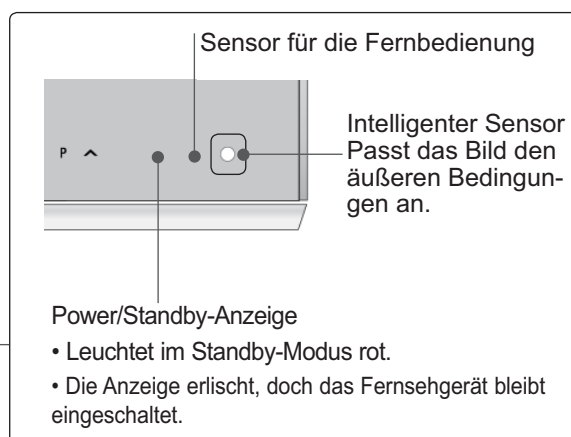 Sensor für die Fernbedienung
Intelligenter Sensor
Passt das Bild den
äußeren Bedingun-
gen an.
P
Power/Standby-Anzeige
• Leuchtet im Standby-Modus rot.
• Die Anzeige erlischt, doch das Fernsehgerät bleibt
eingeschaltet.